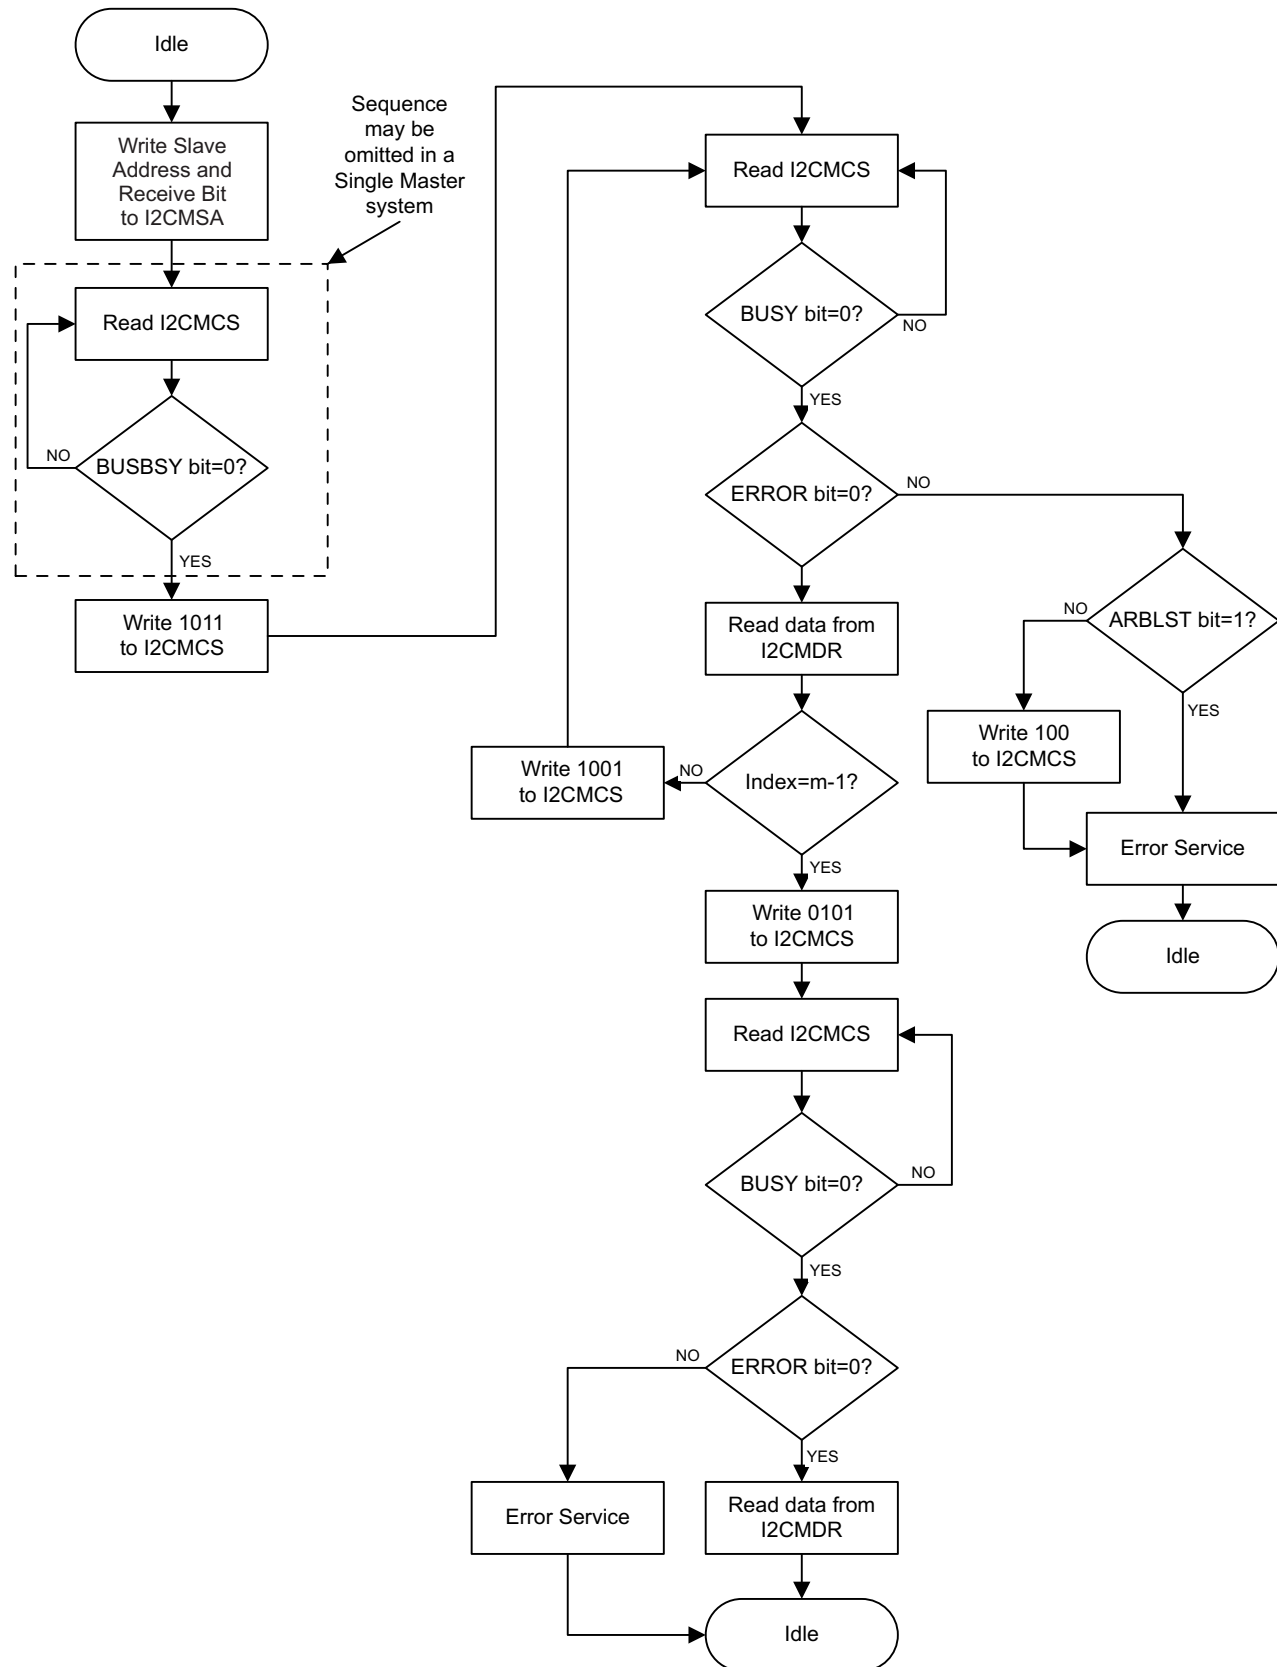 Idle
Write Slave
Address and
Receive Bit
to I2CMSA
Sequence
may be
omitted in a
Single Master
system
Read I2CMCS
BUSBSY bit=0?
NO
YES
Write 1011
to I2CMCS
Read I2CMCS
BUSY bit=0?
NO
YES
ERROR bit=0?
NO
Read data from
I2CMDR
Index=m-1?
NO
Write 1001
to I2CMCS
YES
ARBLST bit=1?
NO
YES
Write 100
to I2CMCS
Error Service
Idle
Write 0101
to I2CMCS
Read I2CMCS
BUSY bit=0?
NO
YES
ERROR bit=0?
NO
YES
Error Service
Read data from
I2CMDR
Idle